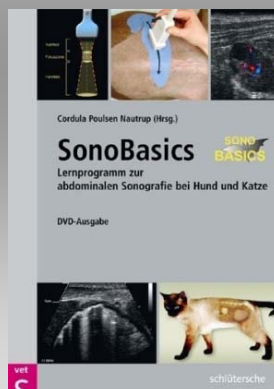 Cordula Poulsen Nautrup (Hrsg.)
SonoBasics
SONO
BASICS
Lernprogramm zur
abdominalen Sonografie bei Hund und Katze
DVD-Ausgabe
vet
S
schlütersche